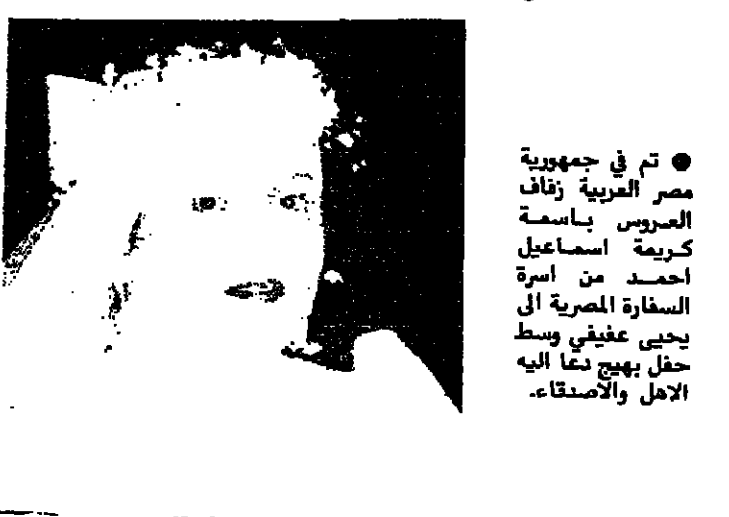 ● تم في جمهورية
مصر العربية زفاف
العروس باسمة
كريمة اسماعيل
احمد من اسرة
السفارة المصرية الى
يحيى عفيفي وسط
حفل بهيج دعا اليه
الاهل والاصدقاء.